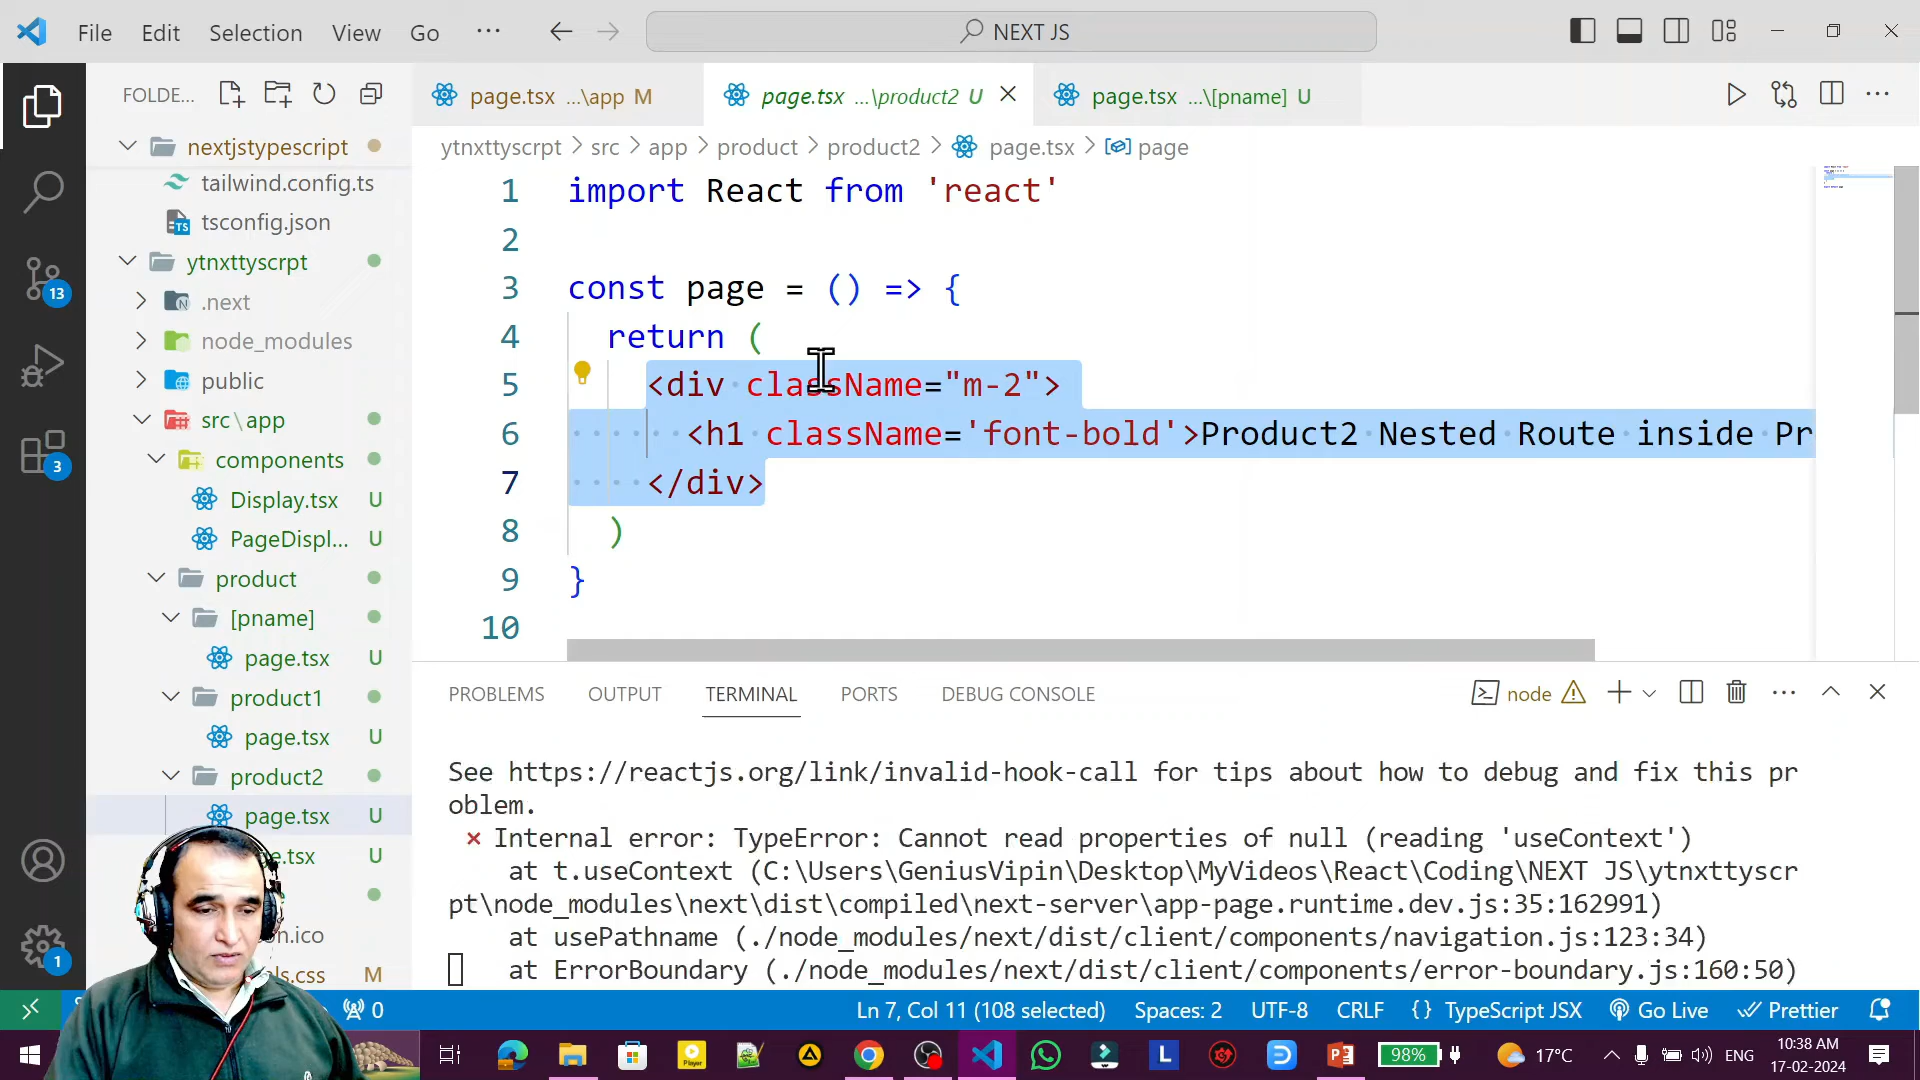 File Edit Selection View Go ··· NEXT JS
FOLDE...
page.tsx ...\app M
page.tsx ...\product2 U
page.tsx ...\[pname] U
ytnxttyscrpt > src > app > product > product2 > page.tsx > page
nextjstypescript
tailwind.config.ts
tsconfig.json
ytnxttyscrpt
.next
node_modules
public
src\app
components
Display.tsx U
PageDispl... U
product
[pname]
page.tsx U
product1
page.tsx U
product2
page.tsx U
U
M
13
3
1
1 import React from 'react'
2
3 const page = () => {
4 return (
5 <div className="m-2">
6 <h1 className='font-bold'>Product2 Nested Route inside Pr
7 </div>
8 )
9 }
10
PROBLEMS OUTPUT TERMINAL PORTS DEBUG CONSOLE
node
See https://reactjs.org/link/invalid-hook-call for tips about how to debug and fix this pr
oblem.
⨯ Internal error: TypeError: Cannot read properties of null (reading 'useContext')
at t.useContext (C:\Users\GeniusVipin\Desktop\MyVideos\React\Coding\NEXT JS\ytnxttyscr
pt\node_modules\next\dist\compiled\next-server\app-page.runtime.dev.js:35:162991)
at usePathname (./node_modules/next/dist/client/components/navigation.js:123:34)
at ErrorBoundary (./node_modules/next/dist/client/components/error-boundary.js:160:50)
0 Ln 7, Col 11 (108 selected) Spaces: 2 UTF-8 CRLF {} TypeScript JSX Go Live Prettier
Player
L
98% 17°C ENG
10:38 AM
17-02-2024